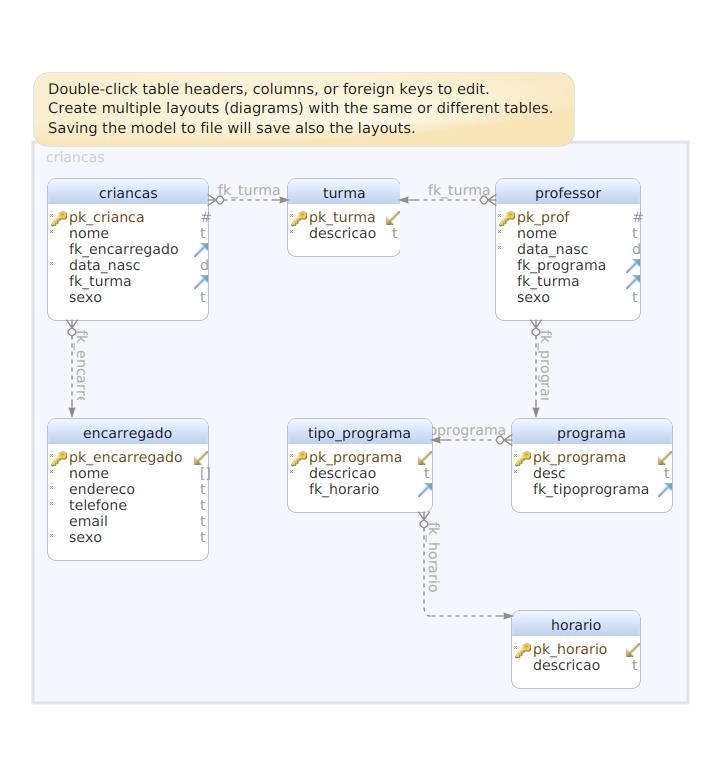 Double-click table headers, columns, or foreign keys to edit.
Create multiple layouts (diagrams) with the same or different tables.
Saving the model to file will save also the layouts.
criancas
criancas
pk_crianca #
nome t
fk_encarregado
data_nasc d
fk_turma
sexo t
fk_turma
turma
pk_turma
descricao t
fk_turma
professor
pk_prof #
nome t
data_nasc d
fk_programa
fk_turma
sexo t
fk_encarre
fk_progra
encarregado
pk_encarregado
nome []
endereco t
telefone t
email t
sexo t
tipo_programa
pk_programa
descricao t
fk_horario
oprograma
programa
pk_programa
desc t
fk_tipoprograma
fk_horario
horario
pk_horario
descricao t